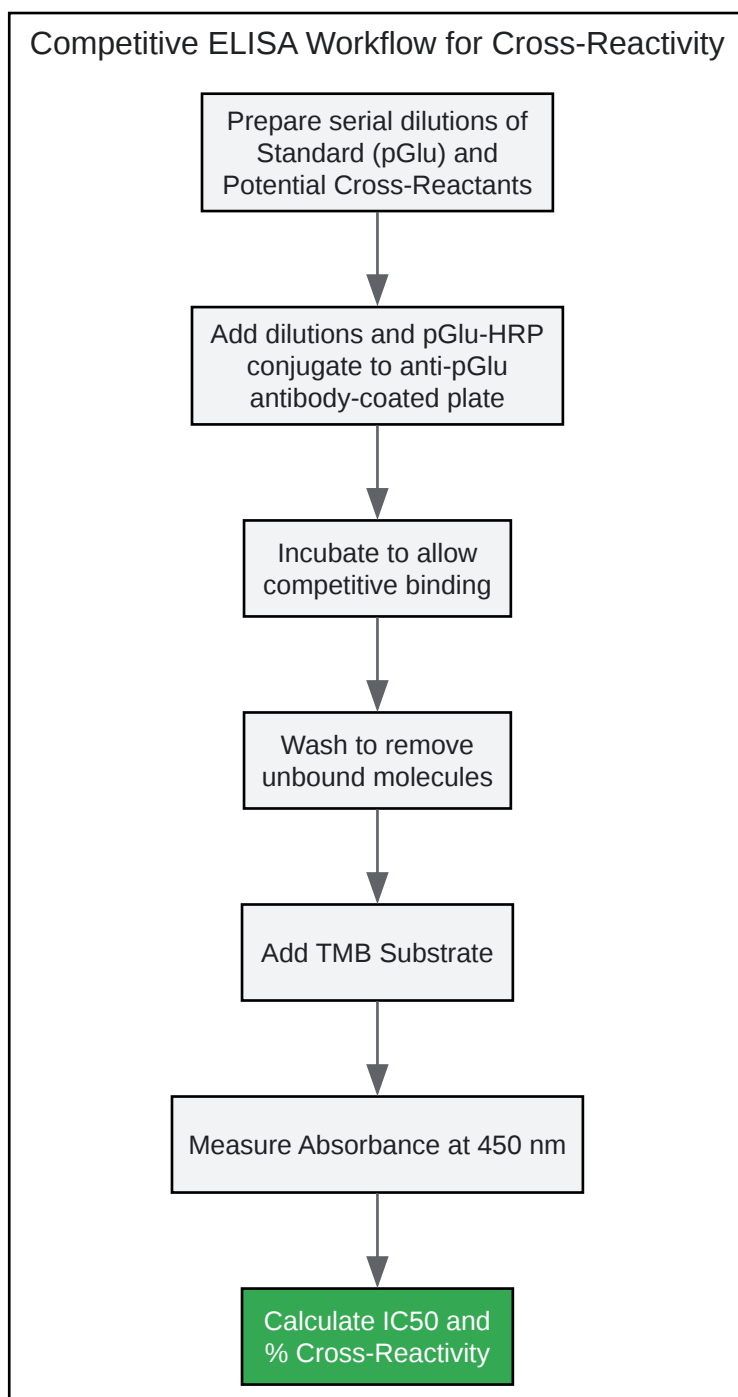 Competitive ELISA Workflow for Cross-Reactivity
Prepare serial dilutions of
Standard (pGlu) and
Potential Cross-Reactants
Add dilutions and pGlu-HRP
conjugate to anti-pGlu
antibody-coated plate
Incubate to allow
competitive binding
Wash to remove
unbound molecules
Add TMB Substrate
Measure Absorbance at 450 nm
Calculate IC50 and
% Cross-Reactivity